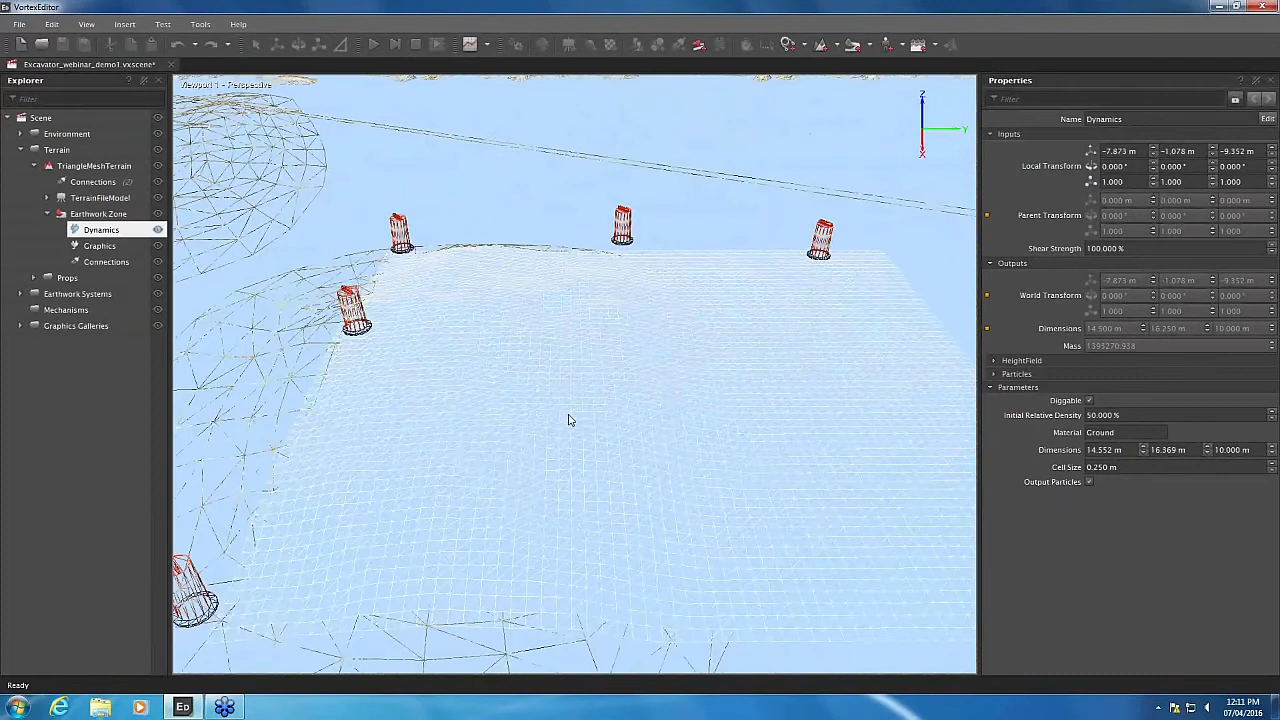 VortexEditor
File Edit View Insert Test Tools Help
Excavator_webinar_demo1.vxscene*
Explorer
Filter
Scene
Environment
Terrain
TriangleMeshTerrain
Connections (2)
TerrainFileModel
Earthwork Zone
Dynamics
Graphics
Connections
Props
Earthwork Systems
Mechanisms
Graphics Galleries
Viewport 1 - Perspective
Z
Y
X
Properties
Filter
Name Dynamics Edit
Inputs
-7.873 m -1.078 m -9.352 m
Local Transform 0.000 ° 0.000 ° 0.000 °
1.000 1.000 1.000
0.000 m 0.000 m 0.000 m
Parent Transform 0.000 ° 0.000 ° 0.000 °
1.000 1.000 1.000
Shear Strength 100.000 %
Outputs
-7.873 m -1.078 m -9.352 m
World Transform 0.000 ° 0.000 ° 0.000 °
1.000 1.000 1.000
Dimensions 14.500 m 16.250 m 10.000 m
Mass 1393270.938
HeightField
Particles
Parameters
Diggable
Initial Relative Density 50.000 %
Material Ground
Dimensions 14.552 m 16.369 m 10.000 m
Cell Size 0.250 m
Output Particles
Ready
Ed
12:11 PM
07/04/2016